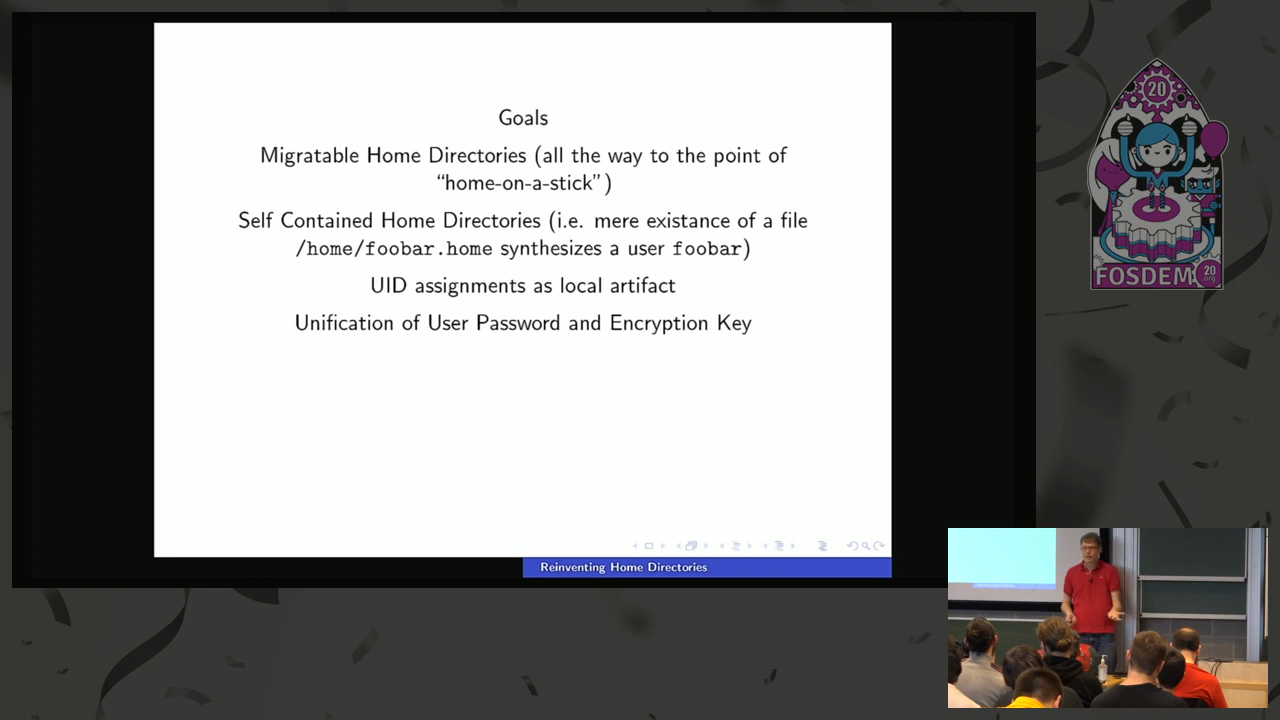 Goals
Migratable Home Directories (all the way to the point of
“home-on-a-stick”)
Self Contained Home Directories (i.e. mere existance of a file
/home/foobar.home synthesizes a user foobar)
UID assignments as local artifact
Unification of User Password and Encryption Key
Reinventing Home Directories
20
FOSDEM
20
.org